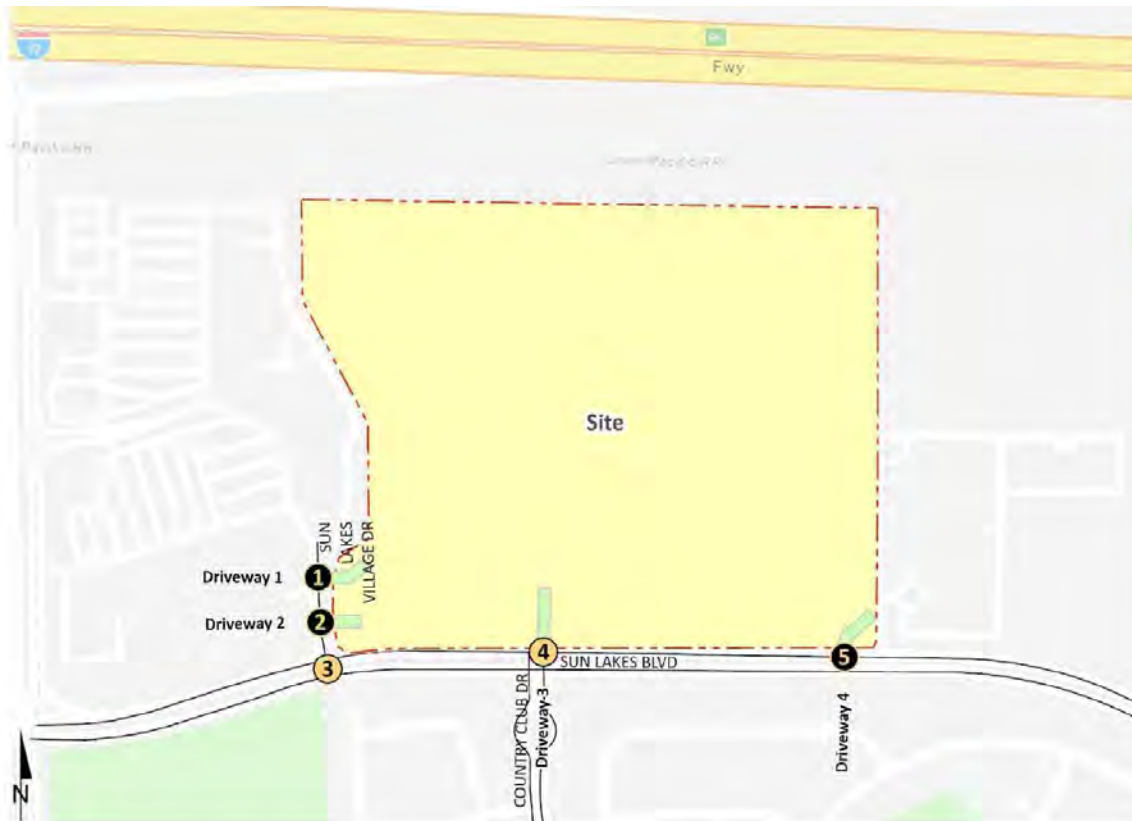 Fwy
Site
SUN
LAKES
VILLAGE DR
Driveway 1
1
Driveway 2
2
3
4
SUN LAKES BLVD
5
COUNTRY CLUB DR
Driveway 3
Driveway 4
N